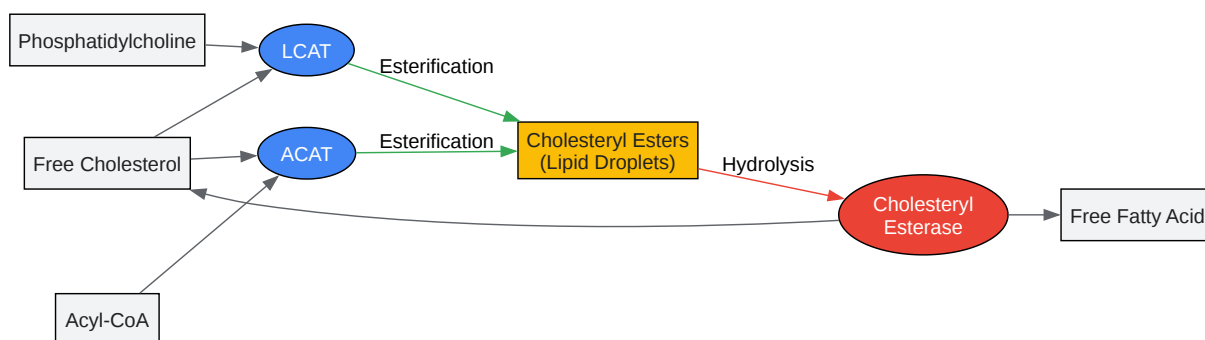 Phosphatidylcholine
LCAT
Esterification
Free Cholesterol
ACAT
Esterification
Cholesteryl Esters
(Lipid Droplets)
Hydrolysis
Cholesteryl
Esterase
Free Fatty Acid
Acyl-CoA